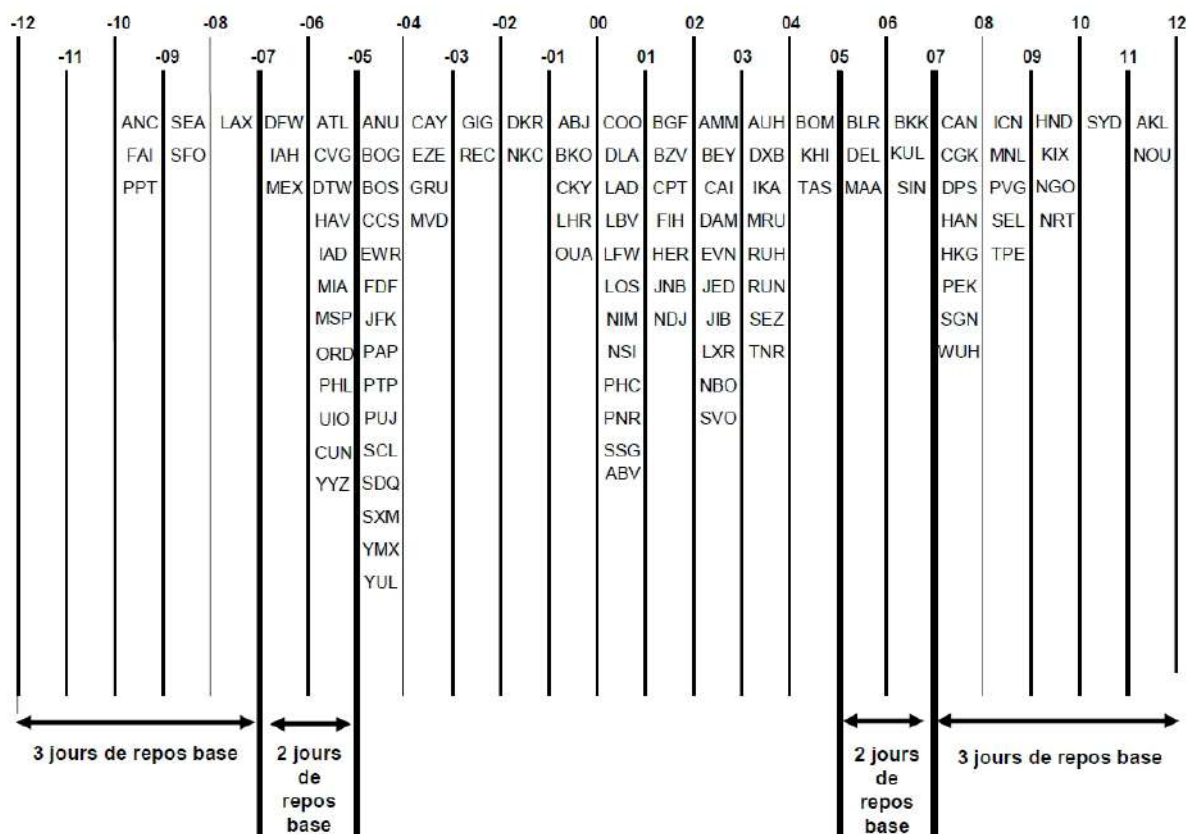 -12 -10 -08 -06 -04 -02 00 02 04 06 08 10 12
-11 -09 -07 -05 -03 -01 01 03 05 07 09 11
ANC SEA LAX DFW ATL ANU CAY GIG DKR ABJ COO BGF AMM AUH BOM BLR BKK CAN ICN HND SYD AKL
FAI SFO IAH CVG BOG EZE REC NKC BKO DLA BZV BEY DXB KHI DEL KUL CGK MNL KIX NOU
PPT MEX DTW BOS GRU CKY LAD CPT CAI IKA TAS MAA SIN DPS PVG NGO
HAV CCS MVD LHR LBV FIH DAM MRU HAN SEL NRT
IAD EWR OUA LFW HER EVN RUH HKG TPE
MIA FDF LOS JNB JED RUN PEK
MSP JFK NIM NDJ JIB SEZ SGN
ORD PAP NSI LXR TNR WUH
PHL PTP PHC NBO
UIO PUJ PNR SVO
CUN SCL SSG
YYZ SDQ ABV
SXM
YMX
YUL
3 jours de repos base 2 jours 2 jours 3 jours de repos base
de de
repos repos
base base